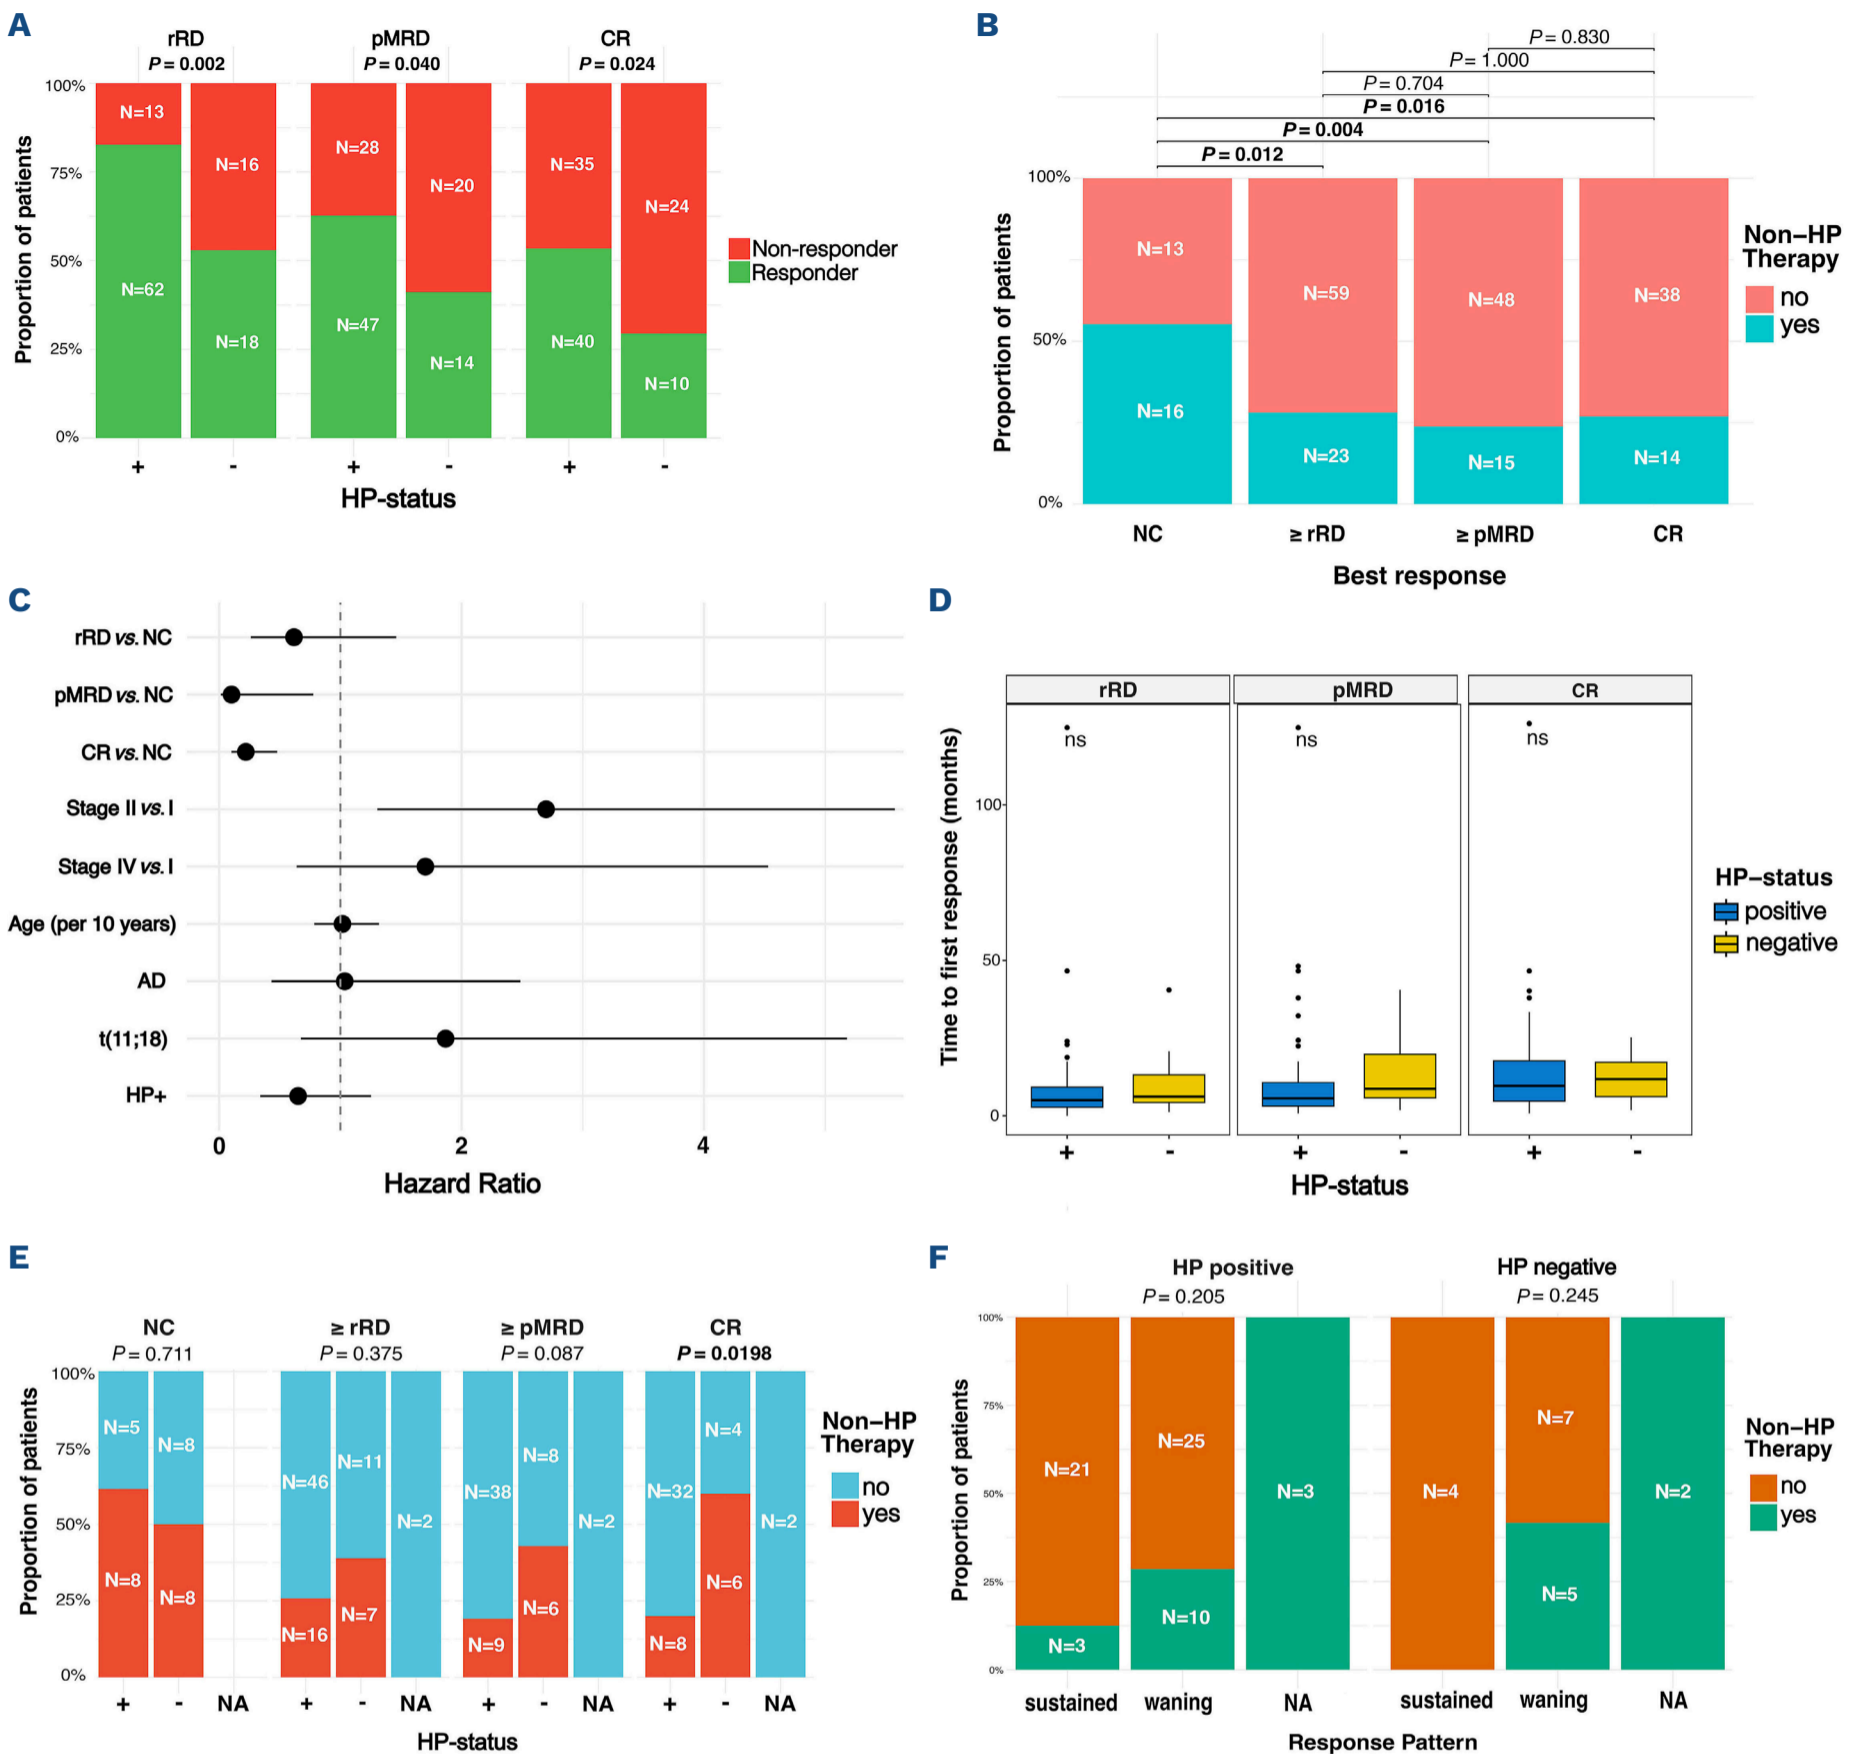 A
rRD
pMRD
CR
P = 0.002
P = 0.040
P = 0.024
Proportion of patients
100%
75%
50%
25%
0%
N=13
N=62
N=16
N=18
N=28
N=47
N=20
N=14
N=35
N=40
N=24
N=10
+
-
+
-
+
-
HP-status
Non-responder
Responder
B
P = 0.830
P = 1.000
P = 0.704
P = 0.016
P = 0.004
P = 0.012
Proportion of patients
100%
50%
0%
N=13
N=16
N=59
N=23
N=48
N=15
N=38
N=14
NC
≥ rRD
≥ pMRD
CR
Best response
Non–HP
Therapy
no
yes
C
rRD vs. NC
pMRD vs. NC
CR vs. NC
Stage II vs. I
Stage IV vs. I
Age (per 10 years)
AD
t(11;18)
HP+
0
2
4
Hazard Ratio
D
rRD
pMRD
CR
ns
ns
ns
Time to first response (months)
100
50
0
+
-
+
-
+
-
HP-status
HP–status
positive
negative
E
NC
≥ rRD
≥ pMRD
CR
P = 0.711
P = 0.375
P = 0.087
P = 0.0198
Proportion of patients
100%
75%
50%
25%
0%
N=5
N=8
N=8
N=8
N=46
N=16
N=11
N=7
N=2
N=38
N=9
N=8
N=6
N=2
N=32
N=8
N=4
N=6
N=2
+
-
NA
+
-
NA
+
-
NA
+
-
NA
HP-status
Non–HP
Therapy
no
yes
F
HP positive
HP negative
P = 0.205
P = 0.245
Proportion of patients
100%
75%
50%
25%
0%
N=21
N=3
N=25
N=10
N=3
N=4
N=7
N=5
N=2
sustained
waning
NA
sustained
waning
NA
Response Pattern
Non–HP
Therapy
no
yes